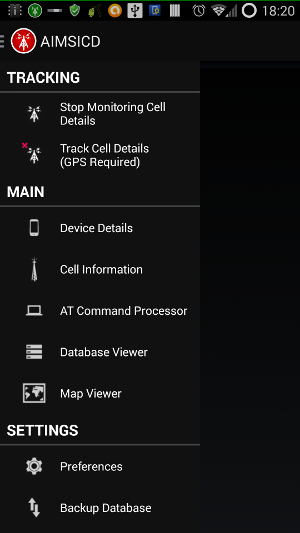 18:20
AIMSICD
TRACKING
Stop Monitoring Cell
Details
Track Cell Details
(GPS Required)
MAIN
Device Details
Cell Information
AT Command Processor
Database Viewer
Map Viewer
SETTINGS
Preferences
Backup Database